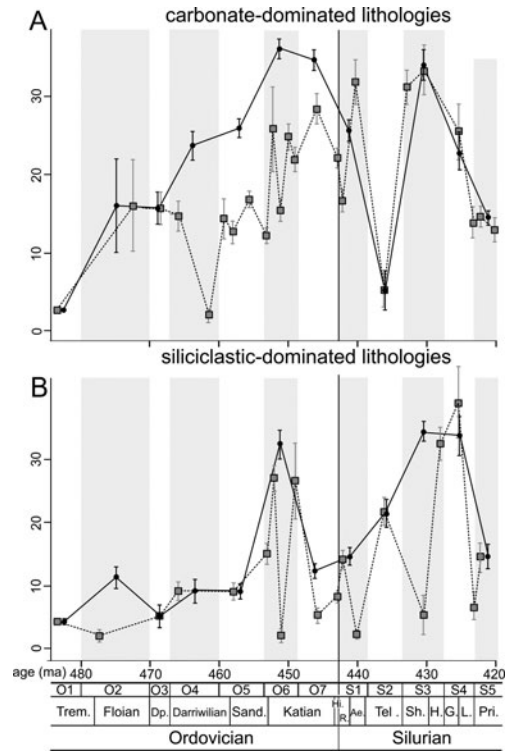 A
carbonate-dominated lithologies
30
20
10
0
siliciclastic-dominated lithologies
B
30
20
10
0
age (ma) 480 470 460 450 440 430 420
O1 O2 O3 O4 O5 O6 O7 S1 S2 S3 S4 S5
Trem. Floian Dp. Darriwilian Sand. Katian Hi. R. Ae. Tel . Sh. H. G. L. Pri.
Ordovician Silurian